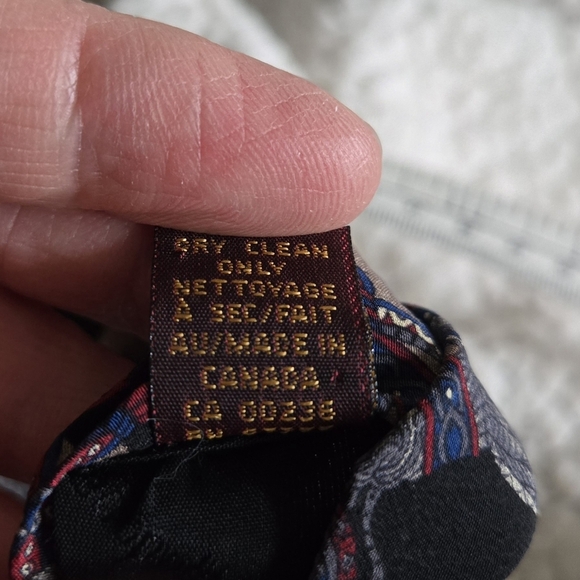 DRY CLEAN
ONLY
NETTOYAGE
À SEC/FAIT
AU/MADE IN
CANADA
CA 00238